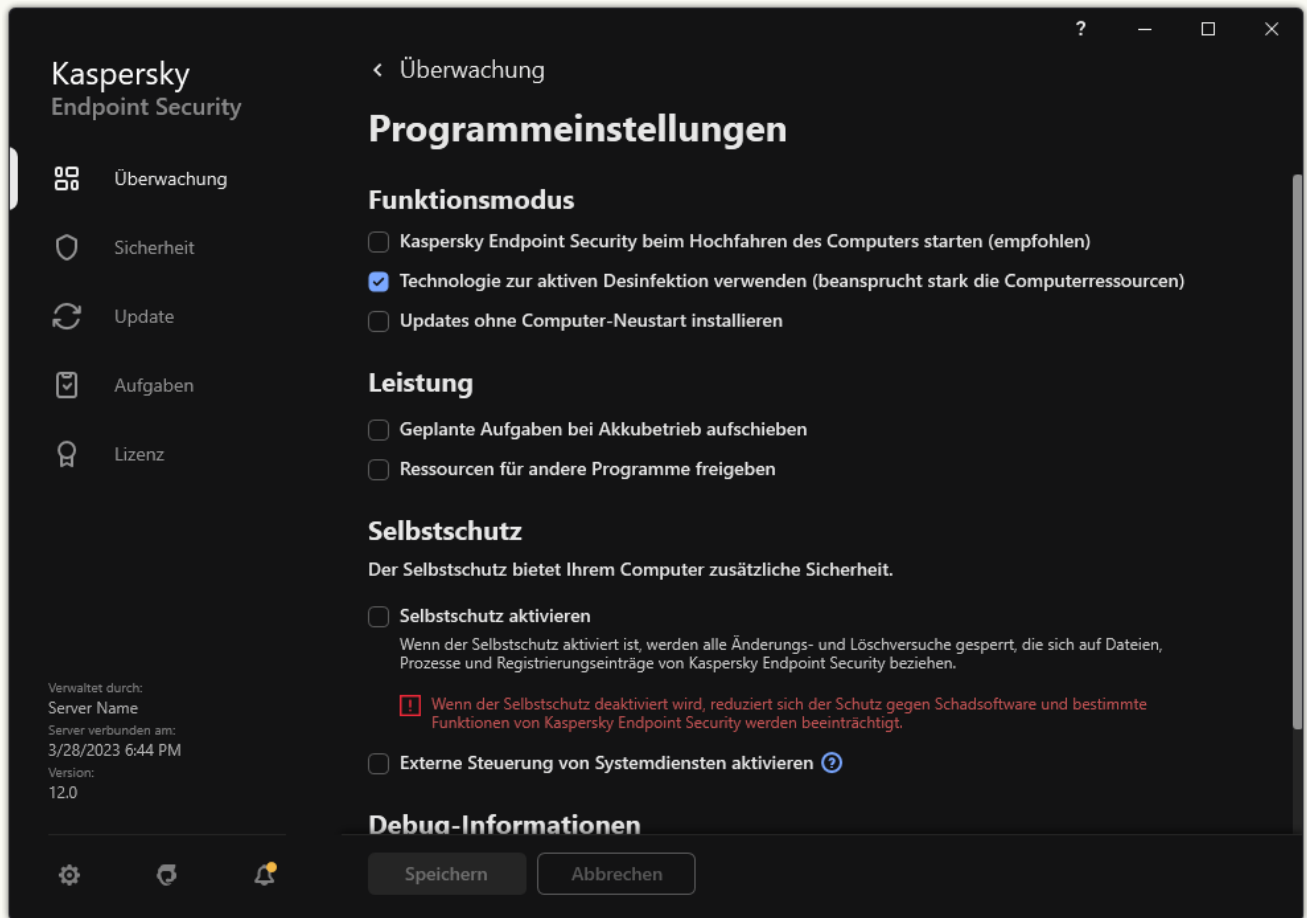 ?
Kaspersky
Endpoint Security
Überwachung
Sicherheit
Update
Aufgaben
Lizenz
Verwaltet durch:
Server Name
Server verbunden am:
3/28/2023 6:44 PM
Version:
12.0
Überwachung
Programmeinstellungen
Funktionsmodus
Kaspersky Endpoint Security beim Hochfahren des Computers starten (empfohlen)
Technologie zur aktiven Desinfektion verwenden (beansprucht stark die Computerressourcen)
Updates ohne Computer-Neustart installieren
Leistung
Geplante Aufgaben bei Akkubetrieb aufschieben
Ressourcen für andere Programme freigeben
Selbstschutz
Der Selbstschutz bietet Ihrem Computer zusätzliche Sicherheit.
Selbstschutz aktivieren
Wenn der Selbstschutz aktiviert ist, werden alle Änderungs- und Löschversuche gesperrt, die sich auf Dateien,
Prozesse und Registrierungseinträge von Kaspersky Endpoint Security beziehen.
Wenn der Selbstschutz deaktiviert wird, reduziert sich der Schutz gegen Schadsoftware und bestimmte
Funktionen von Kaspersky Endpoint Security werden beeinträchtigt.
Externe Steuerung von Systemdiensten aktivieren ?
Debug-Informationen
Speichern
Abbrechen